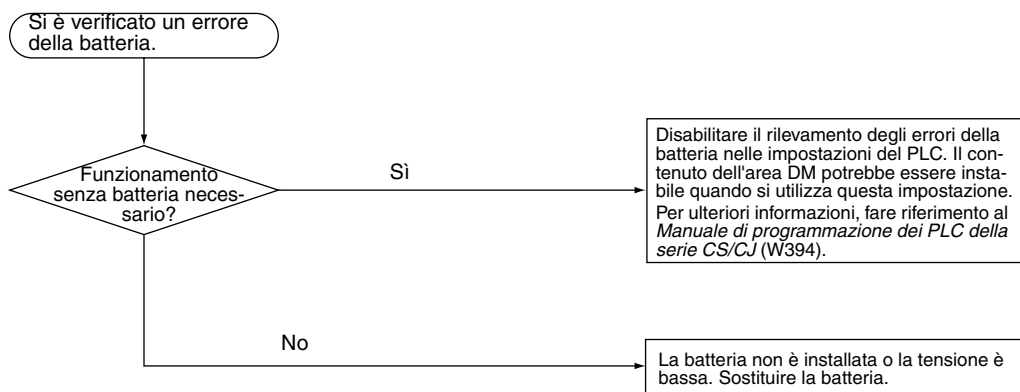 Si è verificato un errore
della batteria.
Funzionamento
senza batteria neces-
sario?
Sì
Disabilitare il rilevamento degli errori della
batteria nelle impostazioni del PLC. Il con-
tenuto dell'area DM potrebbe essere insta-
bile quando si utilizza questa impostazione.
Per ulteriori informazioni, fare riferimento al
Manuale di programmazione dei PLC della
serie CS/CJ (W394).
No
La batteria non è installata o la tensione è
bassa. Sostituire la batteria.